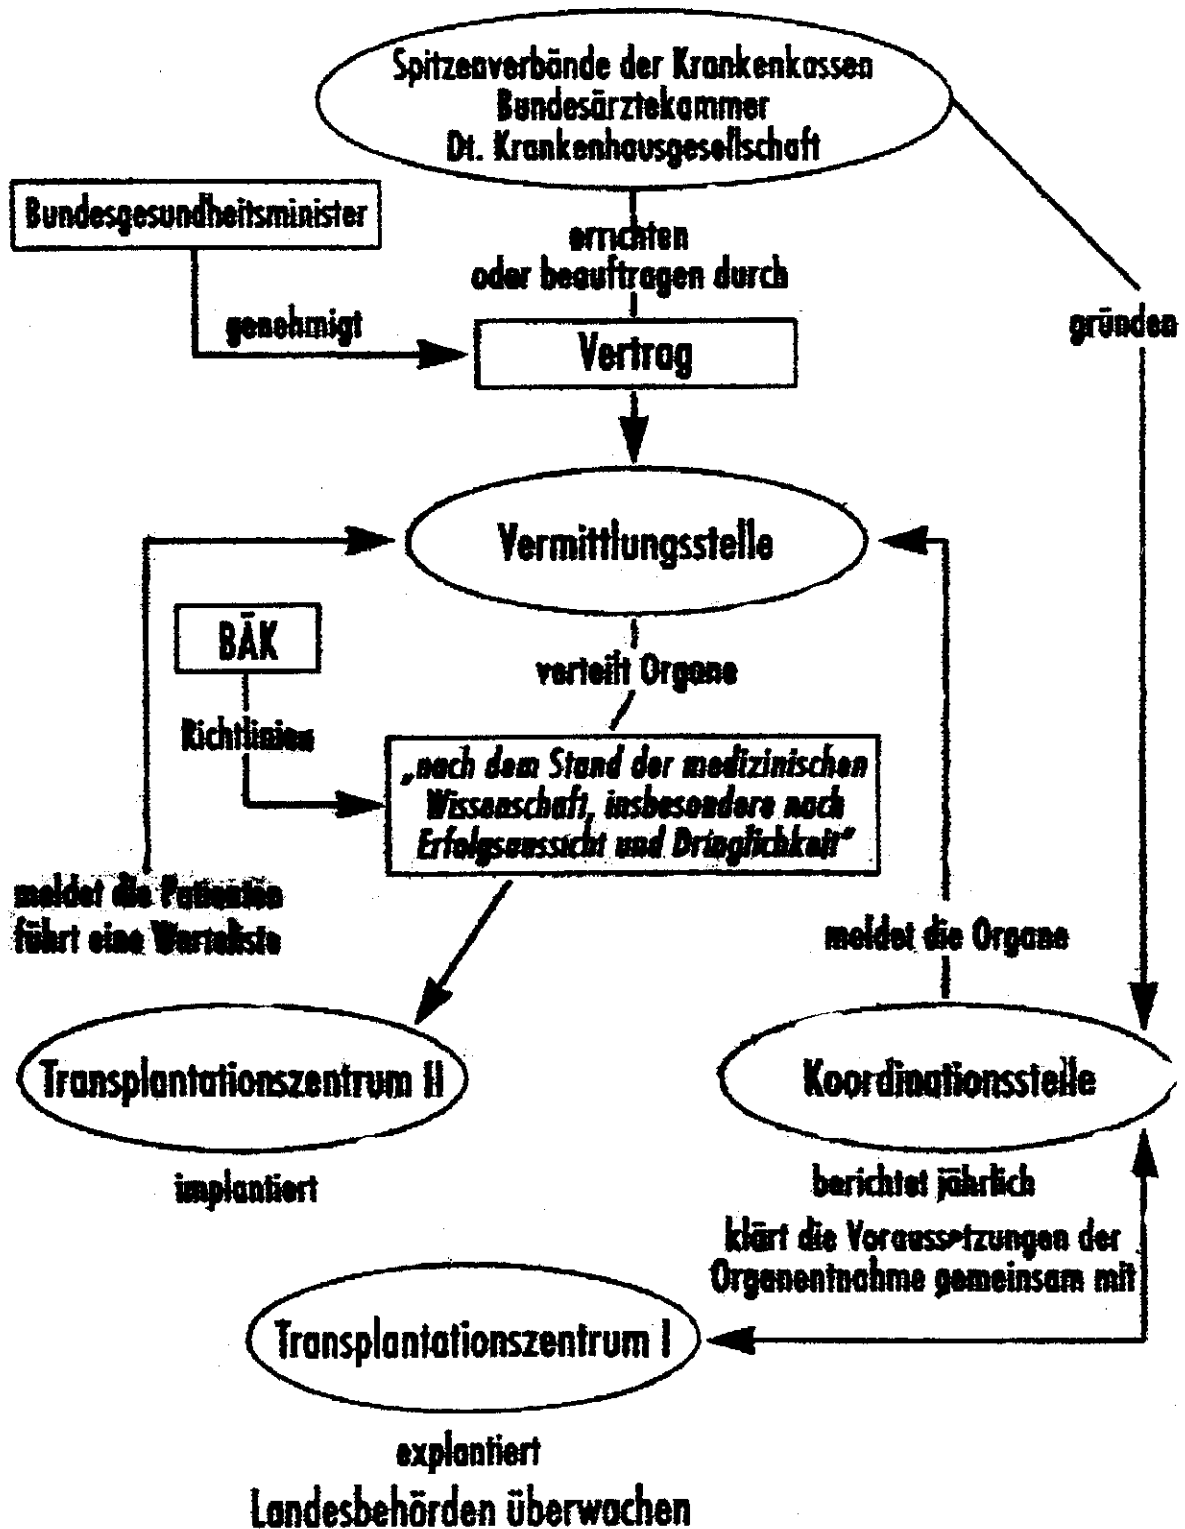 Spitzenverbände der Krankenkassen
Bundesärztekammer
Dt. Krankenhausgesellschaft
Bundesgesundheitsminister
errichten
oder beauftragen durch
genehmigt
gründen
Vertrag
Vermittlungsstelle
BÄK
verteilt Organe
Richtlinien
„nach dem Stand der medizinischen
Wissenschaft, insbesondere nach
Erfolgsaussicht und Dringlichkeit“
meldet die Patienten
führt eine Warteliste
meldet die Organe
Transplantationszentrum II
Koordinationsstelle
implantiert
berichtet jährlich
klärt die Voraussetzungen der
Organentnahme gemeinsam mit
Transplantationszentrum I
explantiert
Landesbehörden überwachen